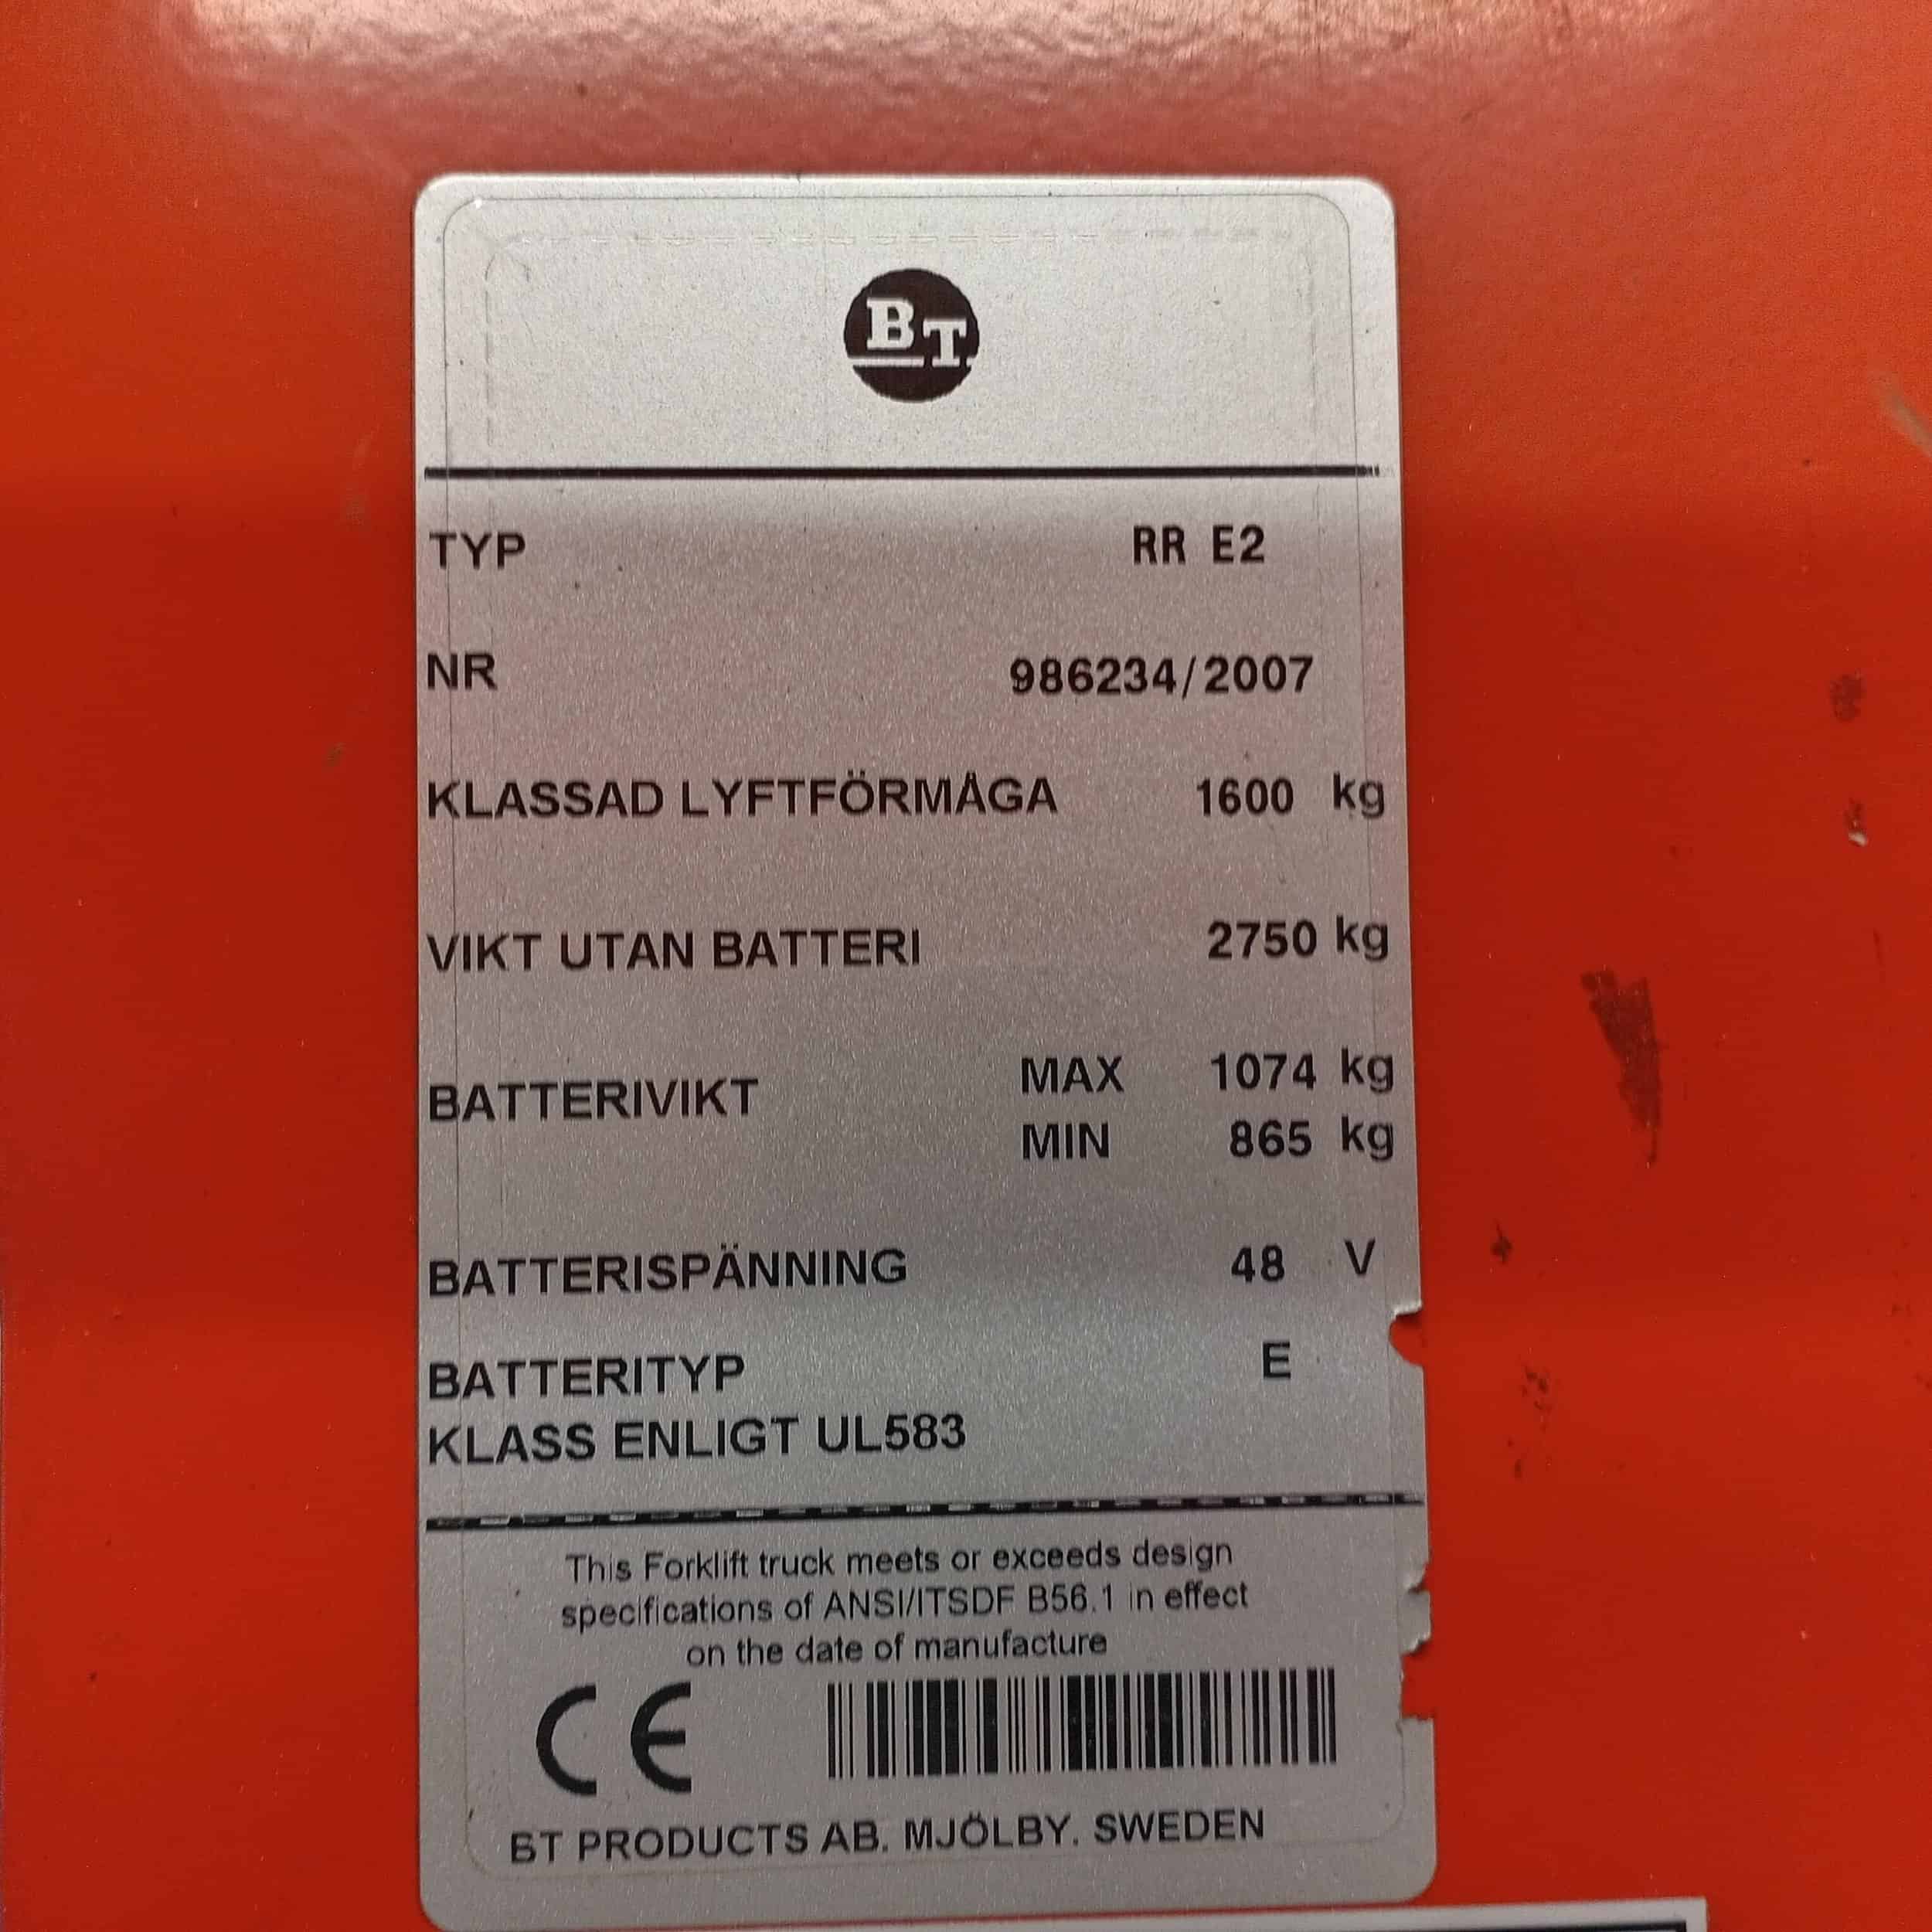 BT
TYP RR E2
NR 986234/2007
KLASSAD LYFTFÖRMÅGA 1600 kg
VIKT UTAN BATTERI 2750 kg
BATTERIVIKT MAX 1074 kg
MIN 865 kg
BATTERISPÄNNING 48 V
BATTERITYP E
KLASS ENLIGT UL583
This Forklift truck meets or exceeds design
specifications of ANSI/ITSDF B56.1 in effect
on the date of manufacture
CE
BT PRODUCTS AB. MJÖLBY. SWEDEN